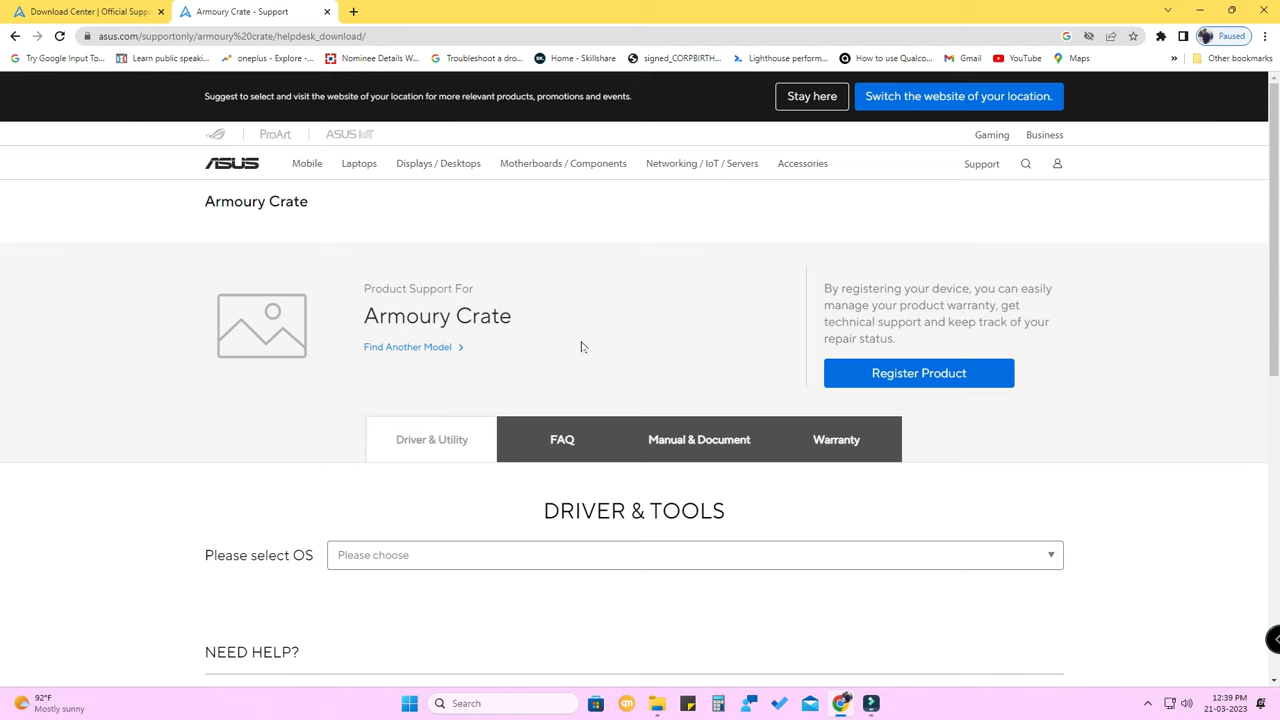 Download Center | Official Suppo
Armoury Crate - Support
asus.com/supportonly/armoury%20crate/helpdesk_download/
Paused
Try Google Input To...
Learn public speaki...
oneplus - Explore -...
Nominee Details W...
Troubleshoot a dro...
Home - Skillshare
signed_CORPBIRTH...
Lighthouse perform...
How to use Qualco...
Gmail
YouTube
Maps
»
Other bookmarks
Suggest to select and visit the website of your location for more relevant products, promotions and events.
Stay here
Switch the website of your location.
ProArt
ASUS IoT
Gaming
Business
ASUS
Mobile
Laptops
Displays / Desktops
Motherboards / Components
Networking / IoT / Servers
Accessories
Support
Armoury Crate
Product Support For
Armoury Crate
Find Another Model
By registering your device, you can easily
manage your product warranty, get
technical support and keep track of your
repair status.
Register Product
Driver & Utility
FAQ
Manual & Document
Warranty
DRIVER & TOOLS
Please select OS
Please choose
NEED HELP?
92°F
Mostly sunny
Search
12:39 PM
21-03-2023